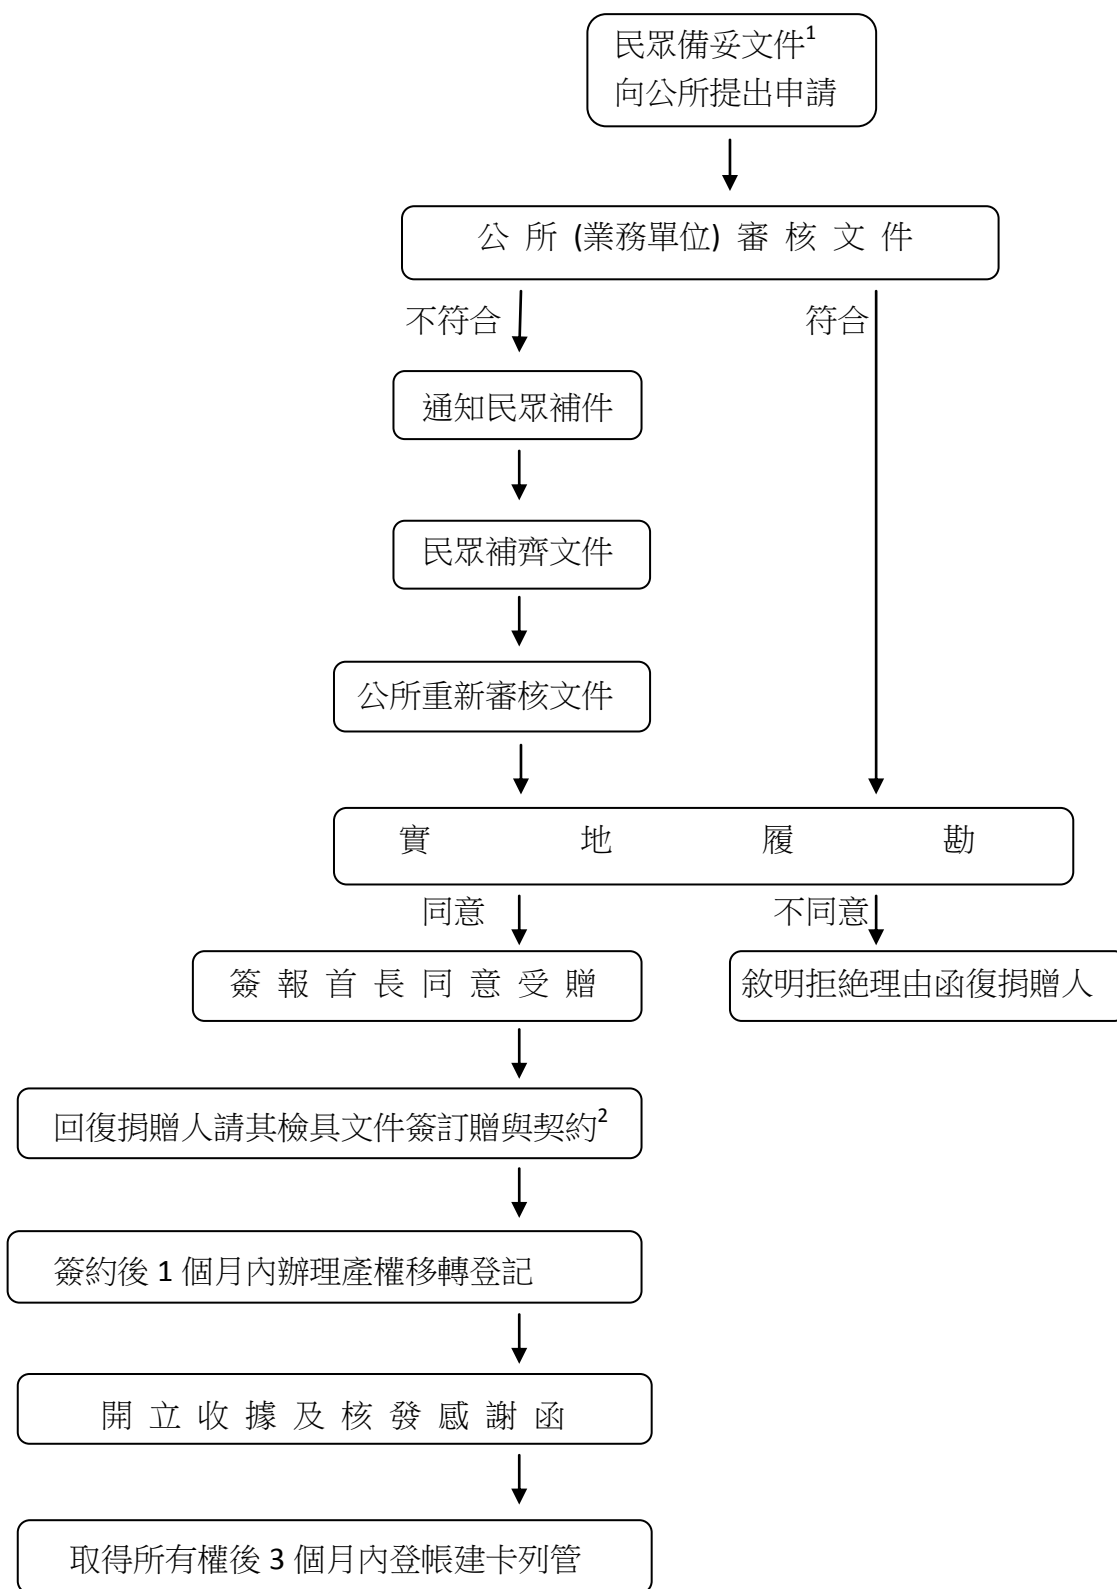 民眾備妥文件1
向公所提出申請
公 所 (業務單位) 審 核 文 件
不符合
符合
通知民眾補件
民眾補齊文件
公所重新審核文件
實 地 履 勘
同意
不同意
簽 報 首 長 同 意 受 贈
敘明拒絕理由函復捐贈人
回復捐贈人請其檢具文件簽訂贈與契約2
簽約後 1 個月內辦理產權移轉登記
開 立 收 據 及 核 發 感 謝 函
取得所有權後 3 個月內登帳建卡列管